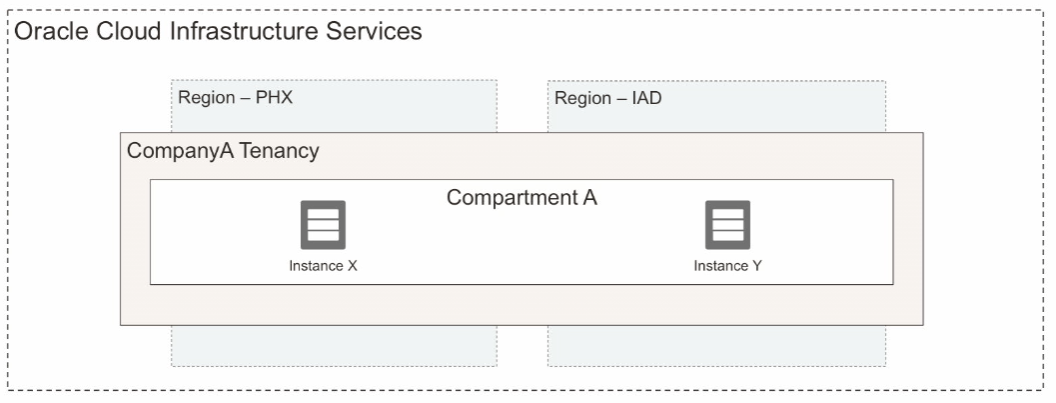 Oracle Cloud Infrastructure Services
Region – PHX
Region – IAD
CompanyA Tenancy
Compartment A
Instance X
Instance Y